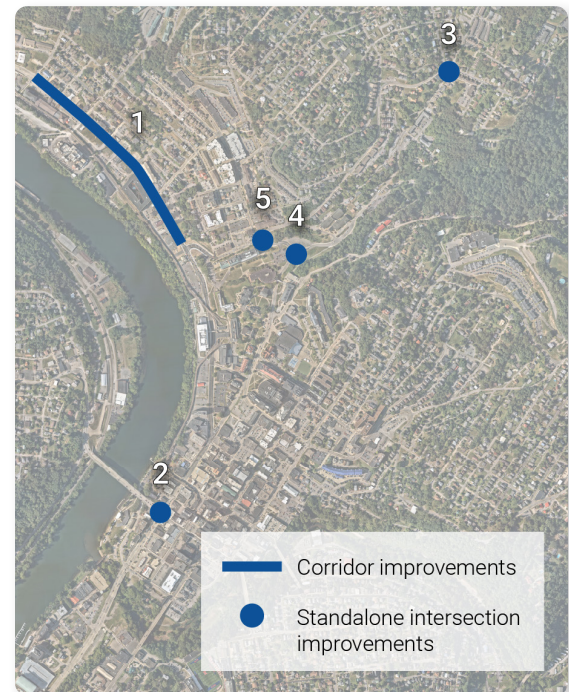 3
1
5
4
2
Corridor improvements
Standalone intersection
improvements